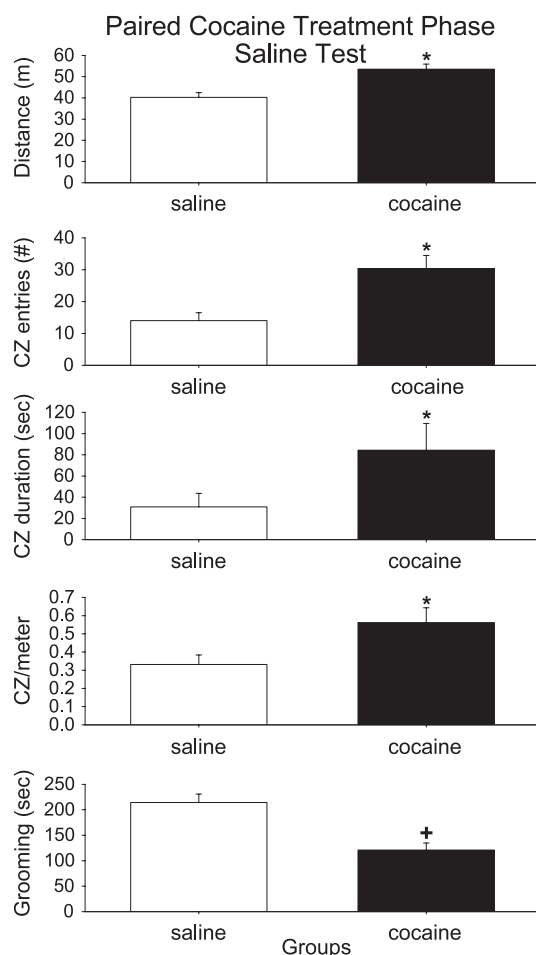 Paired Cocaine Treatment Phase
Saline Test
Distance (m)
60
50
40
30
20
10
0
*
saline cocaine
CZ entries (#)
40
30
20
10
0
*
saline cocaine
CZ duration (sec)
120
100
80
60
40
20
0
*
saline cocaine
CZ/meter
0.7
0.6
0.5
0.4
0.3
0.2
0.1
0.0
*
saline cocaine
Grooming (sec)
250
200
150
100
50
0
+
saline cocaine
Groups